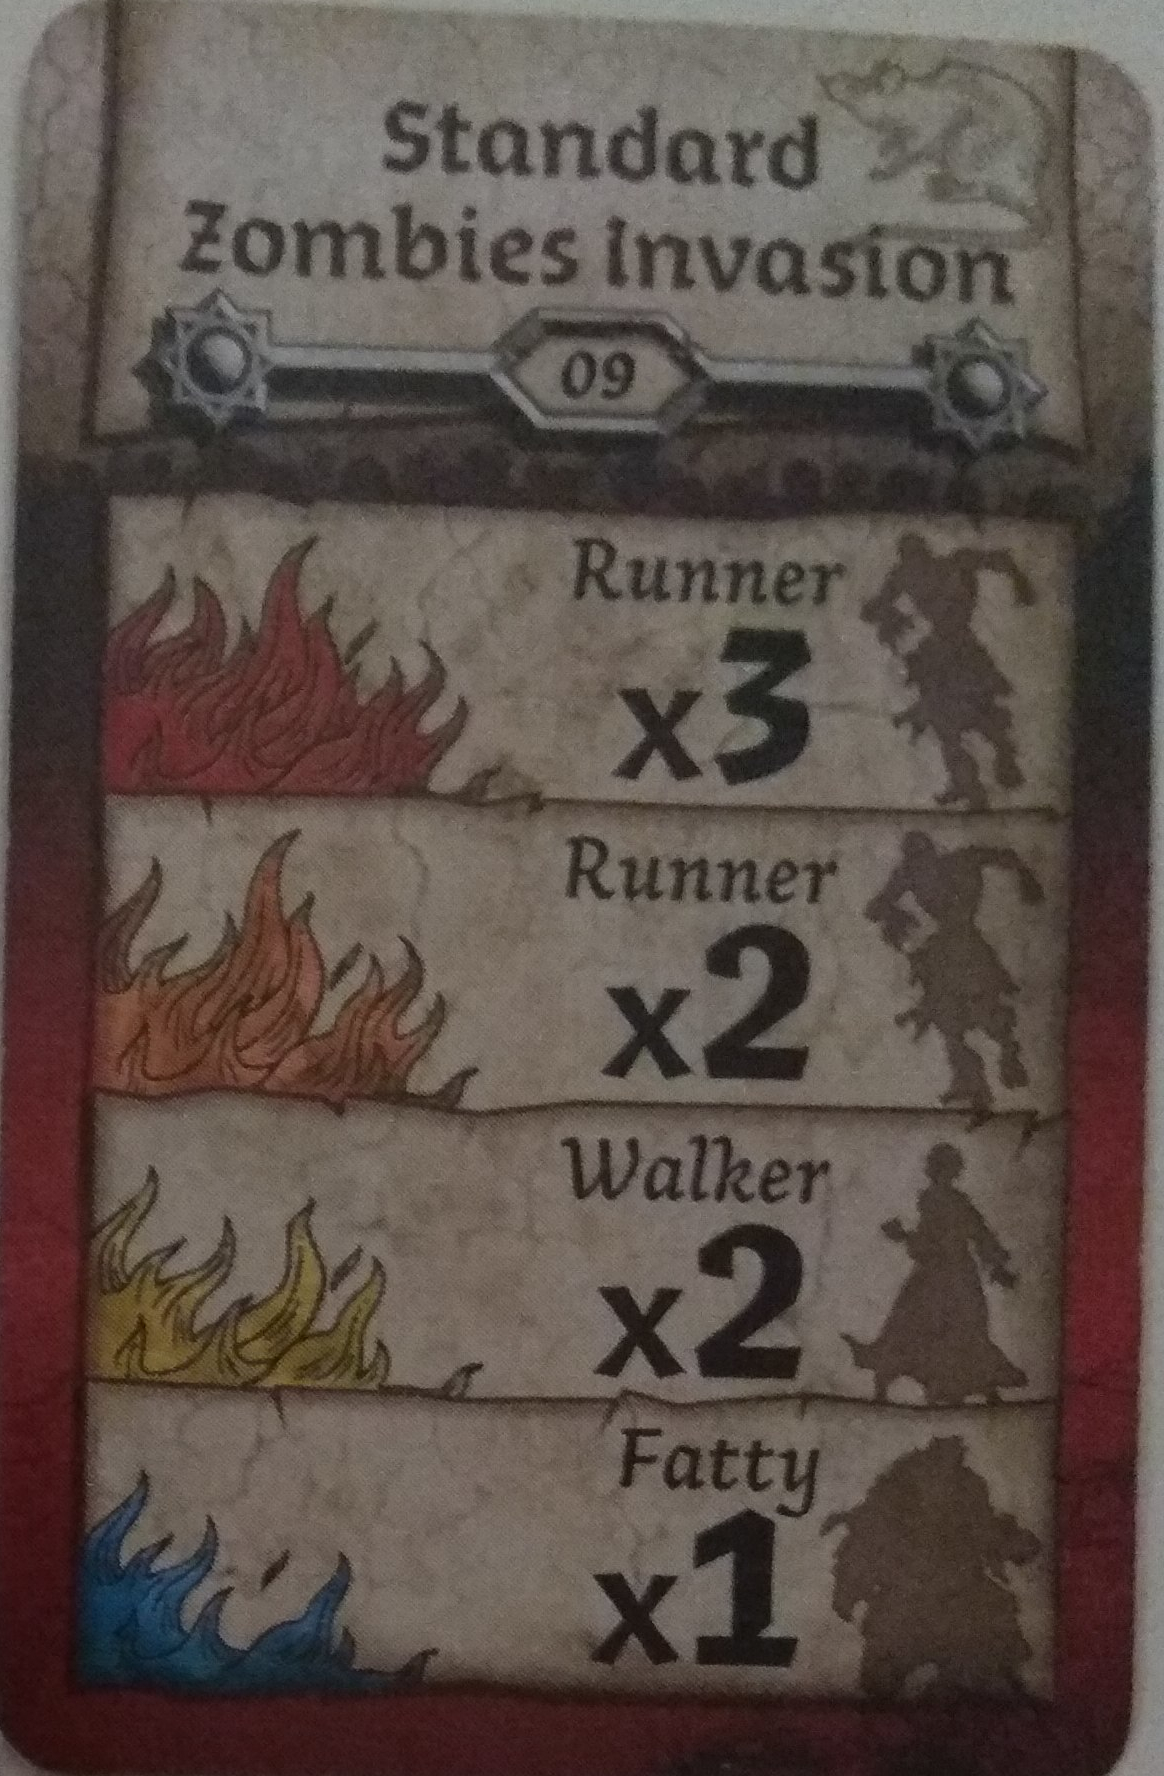 Standard
Zombies Invasion
09
Runner
x3
Runner
x2
Walker
x2
Fatty
x1